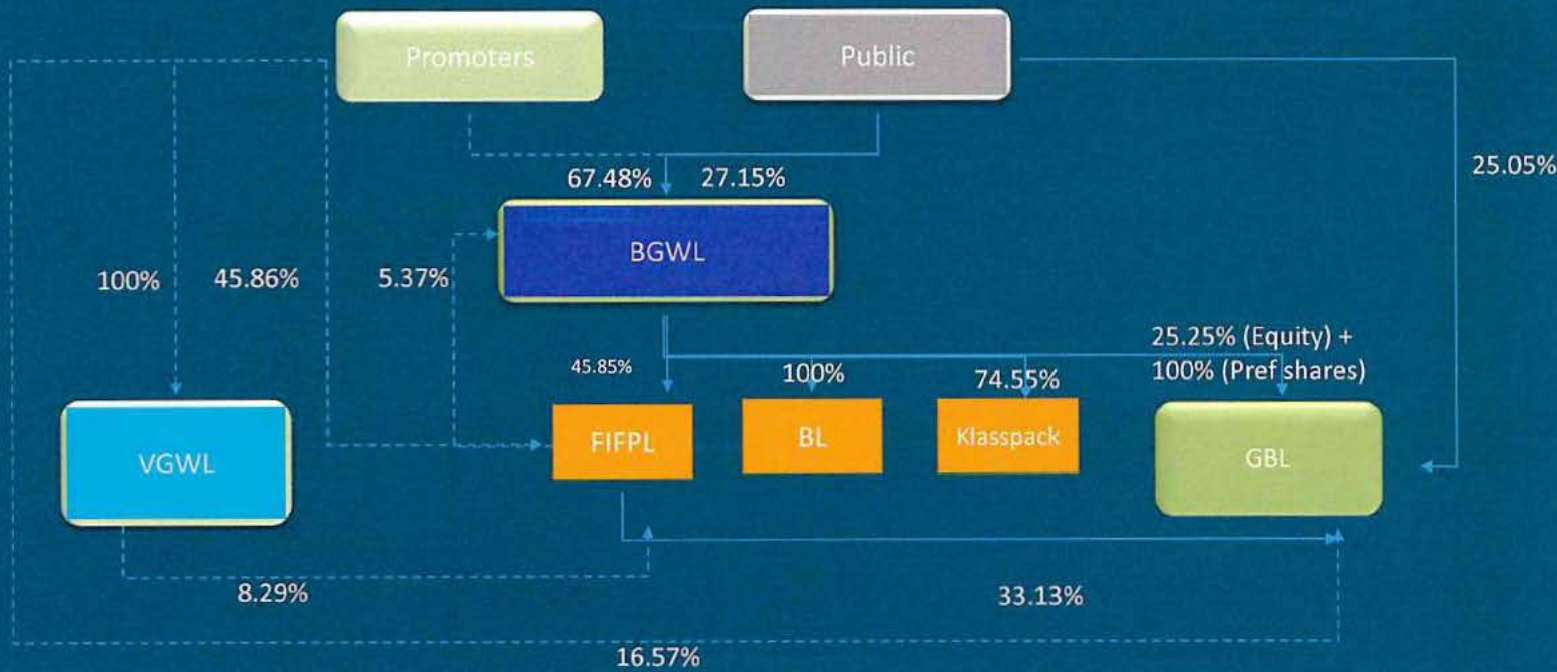 Promoters
Public
25.05%
67.48%
27.15%
BGWL
100%
45.86%
5.37%
25.25% (Equity) +
100% (Pref shares)
45.85%
100%
74.55%
VGWL
FIFPL
BL
Klasspack
GBL
8.29%
33.13%
16.57%